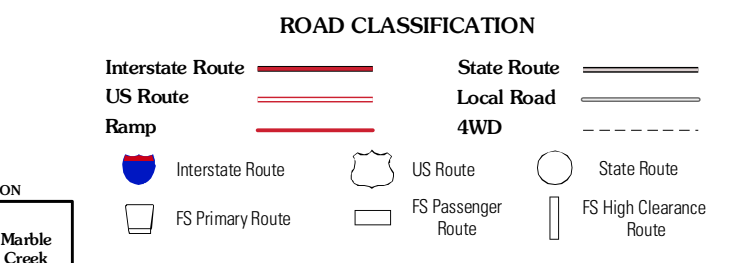 ROAD CLASSIFICATION
Interstate Route
State Route
US Route
Local Road
Ramp
4WD
Interstate Route
US Route
State Route
FS Primary Route
FS Passenger
Route
FS High Clearance
Route
ON
Marble
Creek